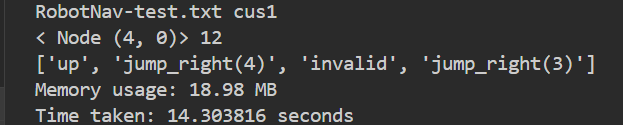 RobotNav-test.txt cus1
< Node (4, 0)> 12
['up', 'jump_right(4)', 'invalid', 'jump_right(3)']
Memory usage: 18.98 MB
Time taken: 14.303816 seconds